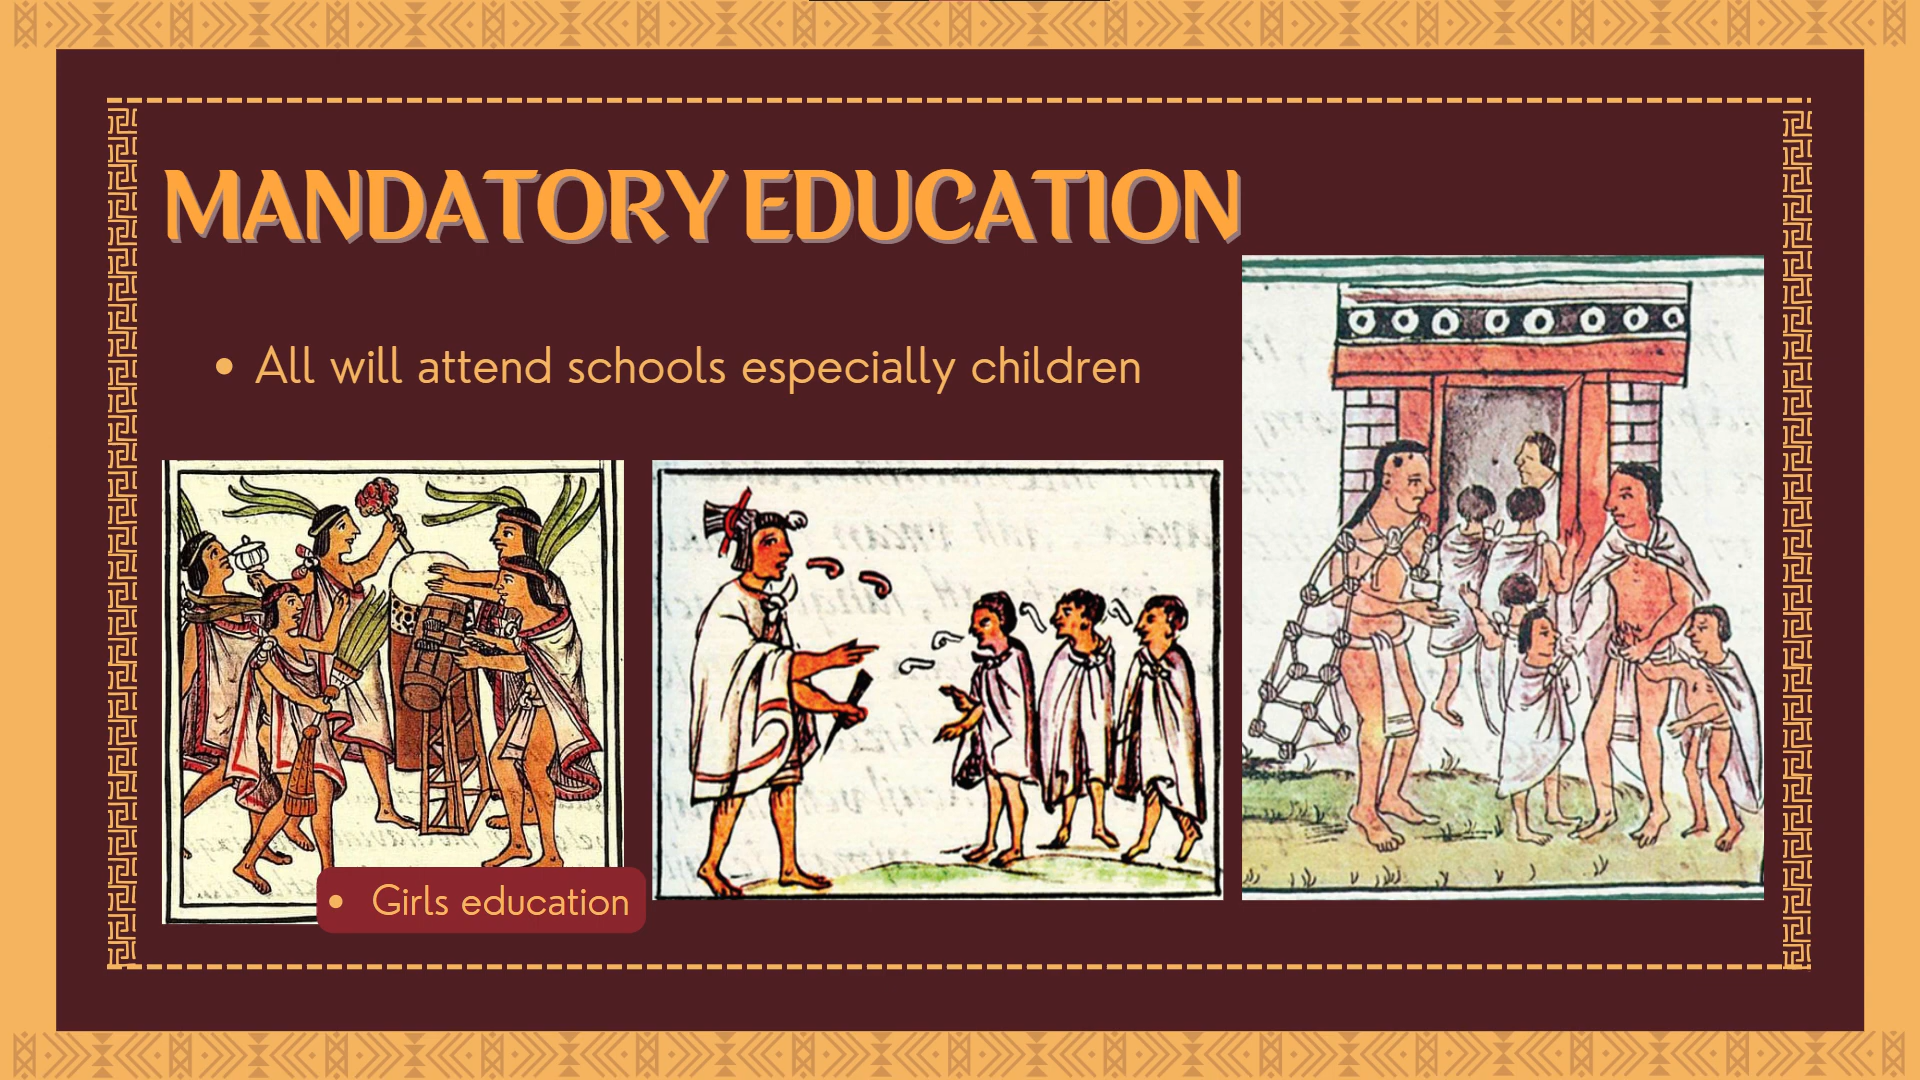 MANDATORY EDUCATION
• All will attend schools especially children
• Girls education